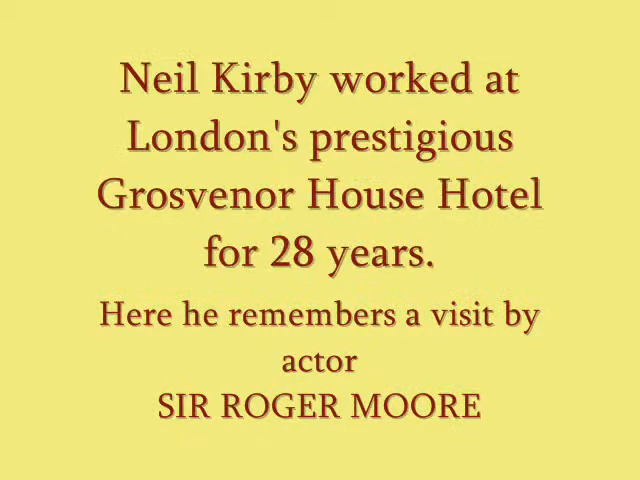 Neil Kirby worked at
London's prestigious
Grosvenor House Hotel
for 28 years.
Here he remembers a visit by
actor
SIR ROGER MOORE